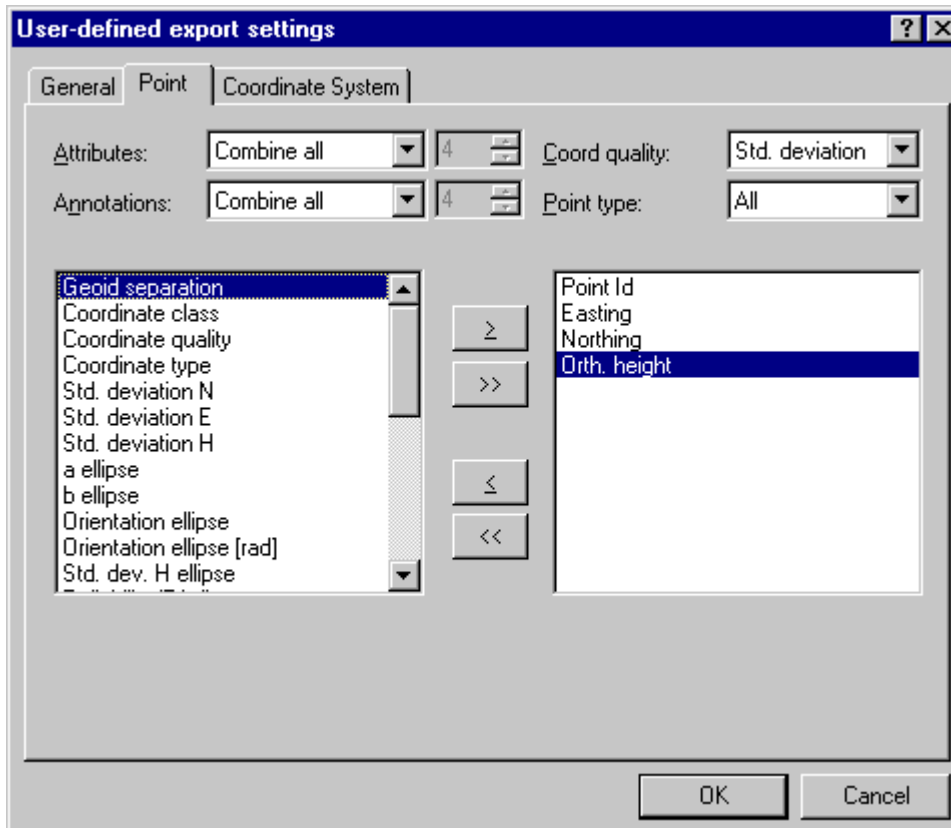 User-defined export settings
General Point Coordinate System
Attributes: Combine all 4 Coord quality: Std. deviation
Annotations: Combine all 4 Point type: All
Geoid separation
Coordinate class
Coordinate quality
Coordinate type
Std. deviation N
Std. deviation E
Std. deviation H
a ellipse
b ellipse
Orientation ellipse
Orientation ellipse [rad]
Std. dev. H ellipse
≥
>>
≤
<<
Point Id
Easting
Northing
Orth. height
OK Cancel